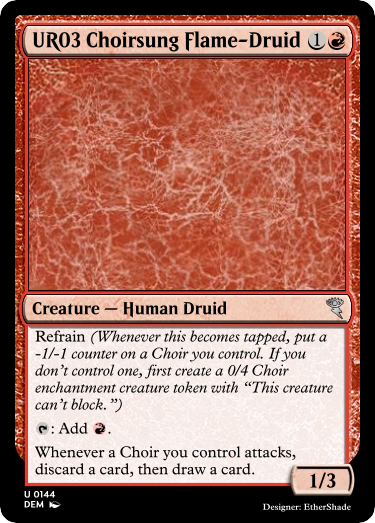 UR03 Choirsung Flame-Druid 1
Creature — Human Druid
Refrain (Whenever this becomes tapped, put a
-1/-1 counter on a Choir you control. If you
don't control one, first create a 0/4 Choir
enchantment creature token with “This creature
can't block.”)
: Add .
Whenever a Choir you control attacks,
discard a card, then draw a card.
1/3
U 0144
DEM
Designer: EtherShade